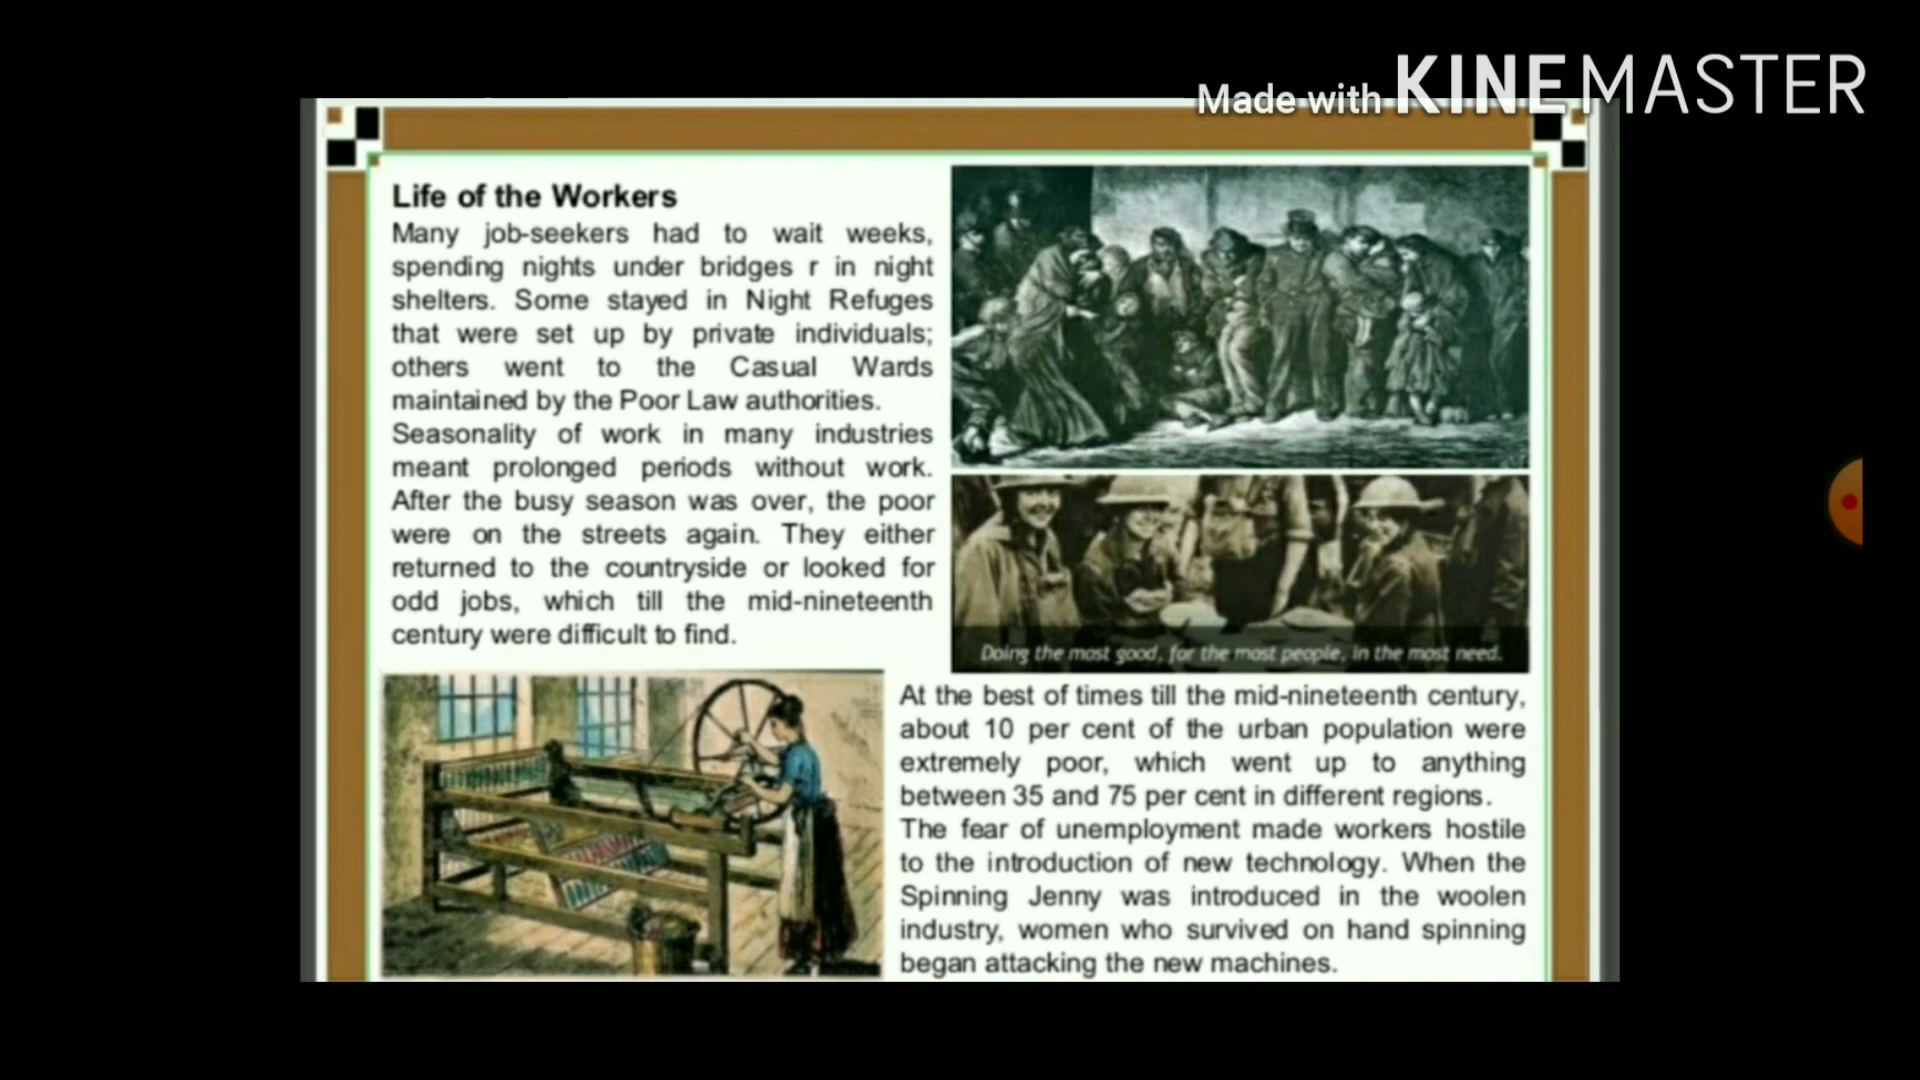 Made with KINEMASTER
Life of the Workers
Many job-seekers had to wait weeks,
spending nights under bridges r in night
shelters. Some stayed in Night Refuges
that were set up by private individuals;
others went to the Casual Wards
maintained by the Poor Law authorities.
Seasonality of work in many industries
meant prolonged periods without work.
After the busy season was over, the poor
were on the streets again. They either
returned to the countryside or looked for
odd jobs, which till the mid-nineteenth
century were difficult to find.
Doing the most good, for the most people, in the most need.
At the best of times till the mid-nineteenth century,
about 10 per cent of the urban population were
extremely poor, which went up to anything
between 35 and 75 per cent in different regions.
The fear of unemployment made workers hostile
to the introduction of new technology. When the
Spinning Jenny was introduced in the woolen
industry, women who survived on hand spinning
began attacking the new machines.